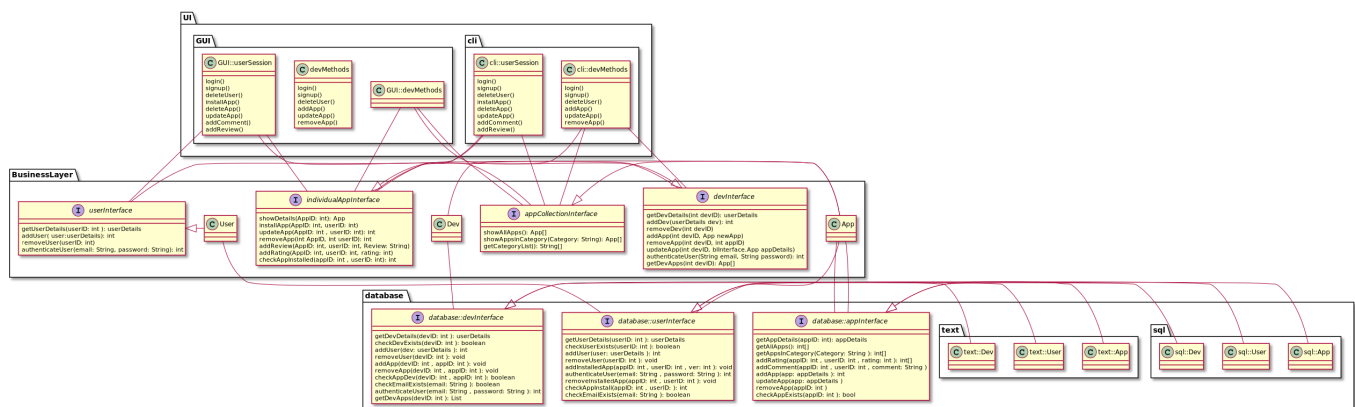 UI
GUI
cli
C GUI::userSession
login()
signup()
deleteUser()
installApp()
deleteApp()
updateApp()
addComment()
addReview()
C devMethods
login()
signup()
deleteUser()
addApp()
updateApp()
removeApp()
C GUI::devMethods
C cli::userSession
login()
signup()
deleteUser()
installApp()
deleteApp()
updateApp()
addComment()
addReview()
C cli::devMethods
login()
signup()
deleteUser()
addApp()
updateApp()
removeApp()
BusinessLayer
I userInterface
getUserDetails(userID: int ): userDetails
addUser( user:userDetails): int
removeUser(userID: int)
authenticateUser(email: String, password: String): int
C User
I individualAppInterface
showDetails(AppID: int): App
installApp(AppID: int, userID: int)
updateApp(AppID: int , userID: int): int
removeApp(int AppID, int userID): int
addReview(AppID: int, userID: int, Review: String)
addRating(AppID: int, userID: int, rating: int)
checkAppInstalled(appID: int , userID: int): int
C Dev
I appCollectionInterface
showAllApps(): App[]
showAppsInCategory(Category: String): App[]
getCategoryList(): String[]
I devInterface
getDevDetails(int devID): userDetails
addDev(userDetails dev): int
removeDev(int devID)
addApp(int devID, App newApp)
removeApp(int devID, int appID)
updateApp(int devID, blInterface.App appDetails)
authenticateUser(String email, String password): int
getDevApps(int devID): App[]
C App
database
I database::devInterface
getDevDetails(devID: int ): userDetails
checkDevExists(devID: int ): boolean
addUser(dev: userDetails ): int
removeUser(devID: int ): void
addApp(devID: int , appID: int ): void
removeApp(devID: int , appID: int ): void
checkAppDev(devID: int , appID: int ): boolean
checkEmailExists(email: String ): boolean
authenticateUser(email: String , password: String ): int
getDevApps(devID: int ): List
I database::userInterface
getUserDetails(userID: int ): userDetails
checkUserExists(userID: int ): boolean
addUser(user: userDetails ): int
removeUser(userID: int ): void
addInstalledApp(appID: int , userID: int , ver: int ): void
authenticateUser(email: String , password: String ): int
removeInstalledApp(appID: int , userID: int ): void
checkAppInstall(appID: int , userID: int ): int
checkEmailExists(email: String ): boolean
I database::appInterface
getAppDetails(appID: int): appDetails
getAllApps(): int[]
getAppsInCategory(Category: String ): int[]
addRating(appID: int , userID: int , rating: int ): int[]
addComment(appID: int , userID: int , comment: String )
addApp(app: appDetails ): int
updateApp(app: appDetails )
removeApp(appID: int )
checkAppExists(appID: int ): bool
text
C text::Dev
C text::User
C text::App
sql
C sql::Dev
C sql::User
C sql::App